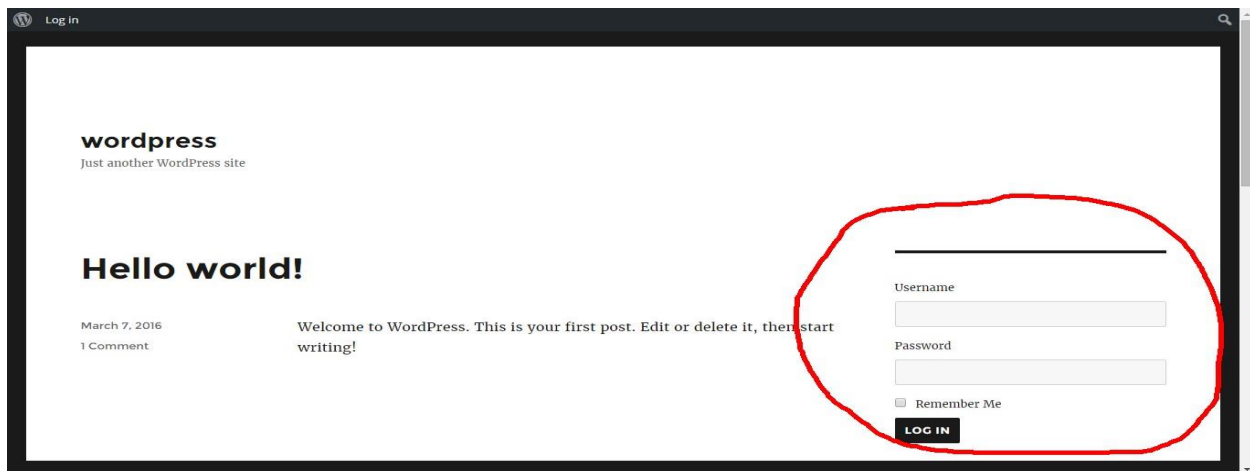 Log in
wordpress
Just another WordPress site
Hello world!
March 7, 2016
1 Comment
Welcome to WordPress. This is your first post. Edit or delete it, then start
writing!
Username
Password
Remember Me
LOG IN